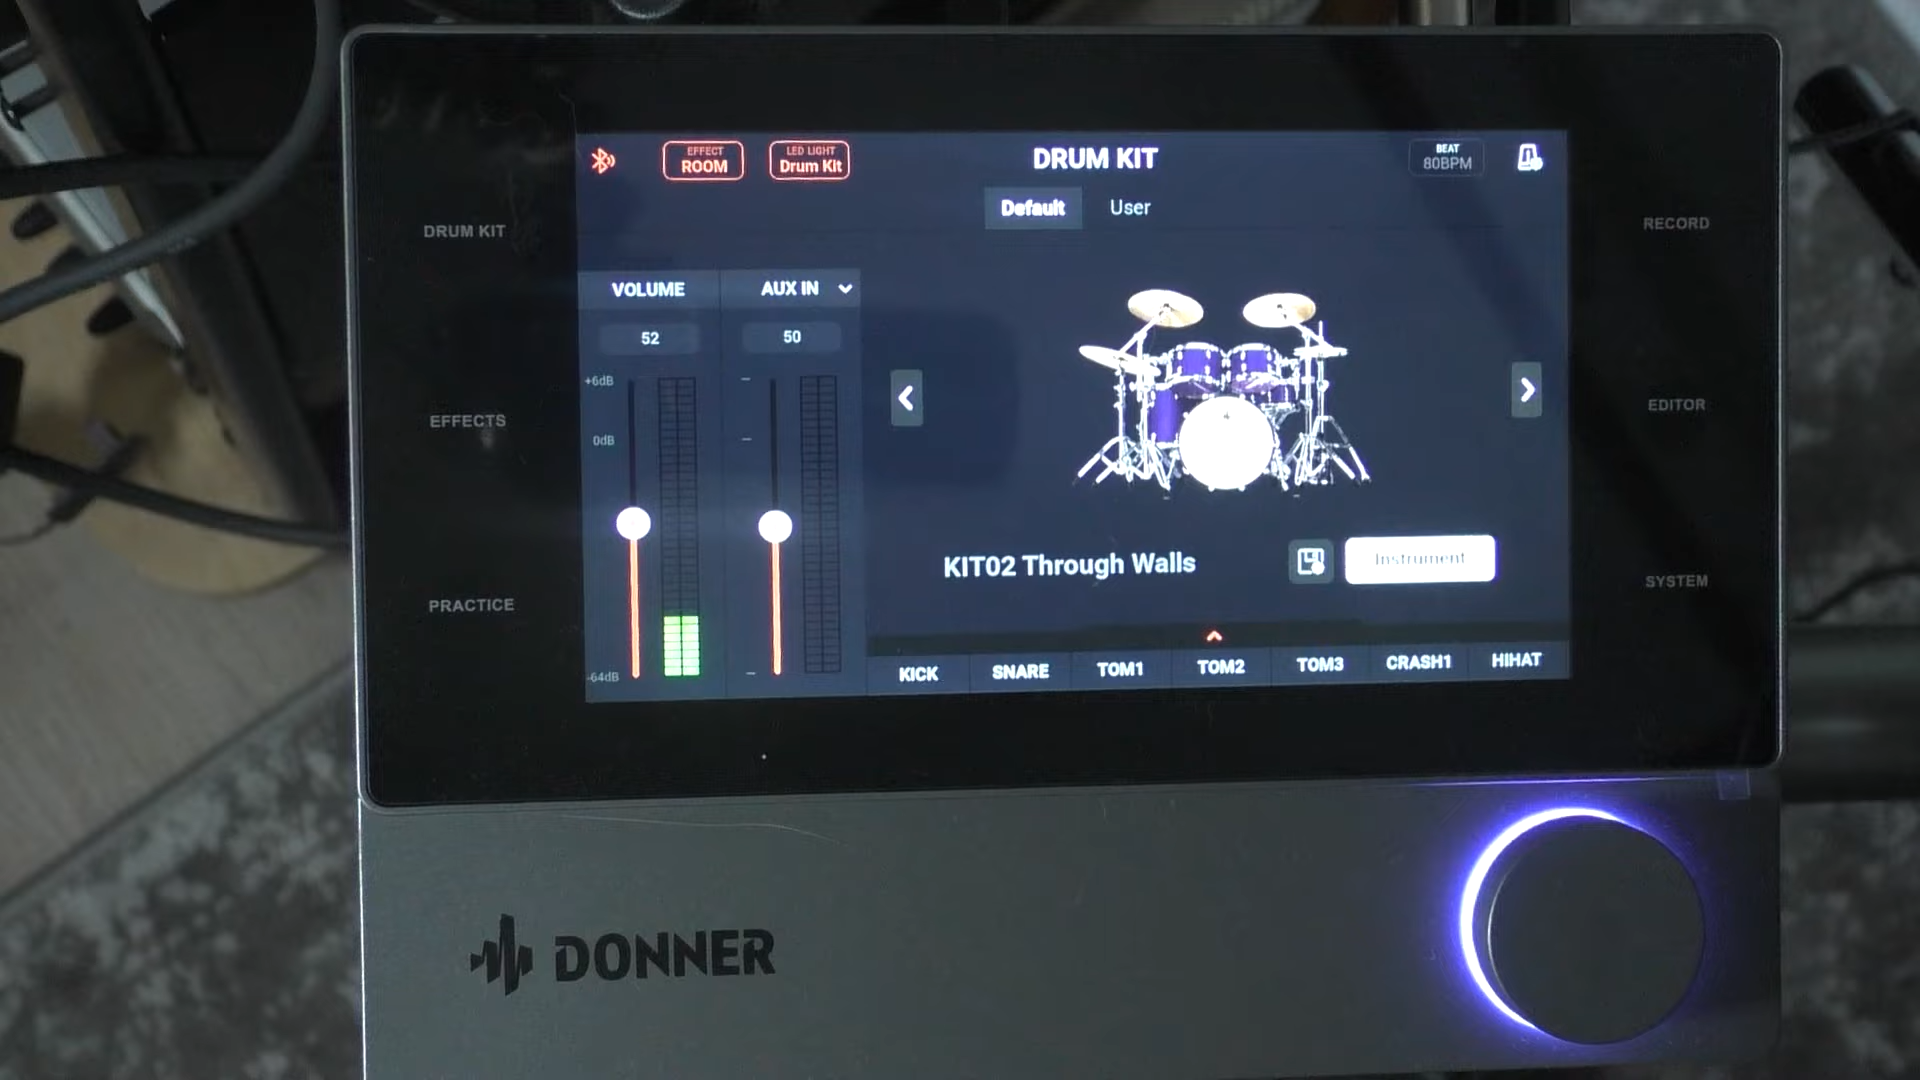 EFFECT
ROOM
LED LIGHT
Drum Kit
DRUM KIT
BEAT
80BPM
Default
User
DRUM KIT
EFFECTS
PRACTICE
VOLUME
AUX IN
52
50
+6dB
0dB
-64dB
KIT02 Through Walls
Instrument
KICK
SNARE
TOM1
TOM2
TOM3
CRASH1
HIHAT
RECORD
EDITOR
SYSTEM
DONNER